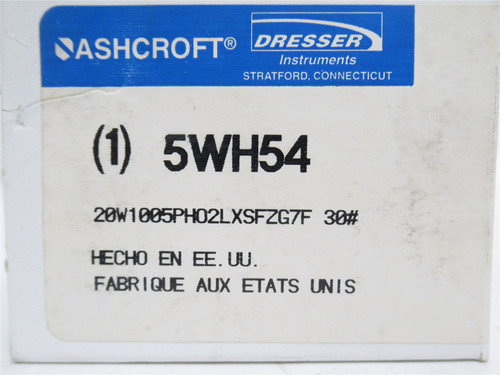 ASHCROFT® DRESSER
Instruments
STRATFORD, CONNECTICUT
(1) 5WH54
20W1005PH02LXSFZG7F 30#
HECHO EN EE.UU.
FABRIQUE AUX ETATS UNIS